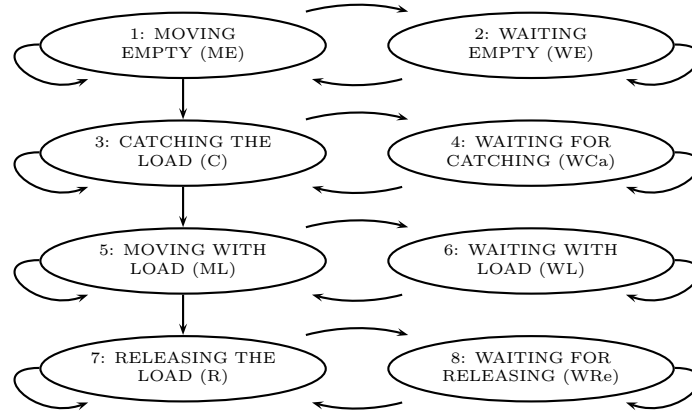 1: MOVING
EMPTY (ME)
2: WAITING
EMPTY (WE)
3: CATCHING THE
LOAD (C)
4: WAITING FOR
CATCHING (WCa)
5: MOVING WITH
LOAD (ML)
6: WAITING WITH
LOAD (WL)
7: RELEASING THE
LOAD (R)
8: WAITING FOR
RELEASING (WRe)